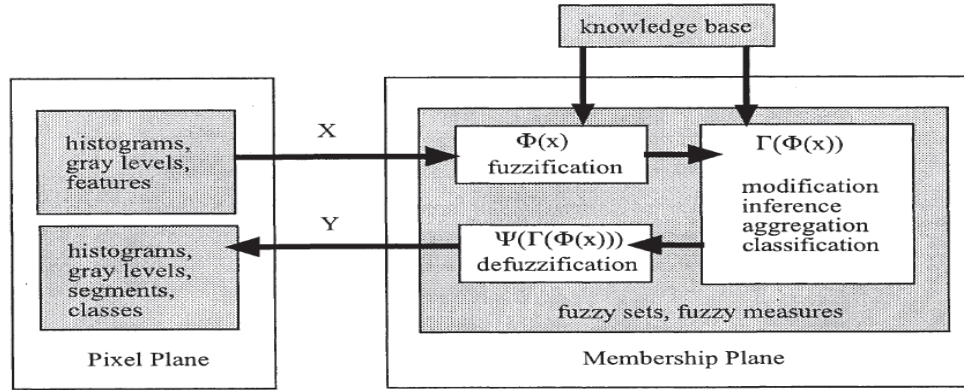 knowledge base
histograms,
gray levels,
features
X
Φ(x)
fuzzification
Γ(Φ(x))
modification
inference
aggregation
classification
Y
Ψ(Γ(Φ(x)))
defuzzification
histograms,
gray levels,
segments,
classes
fuzzy sets, fuzzy measures
Pixel Plane
Membership Plane